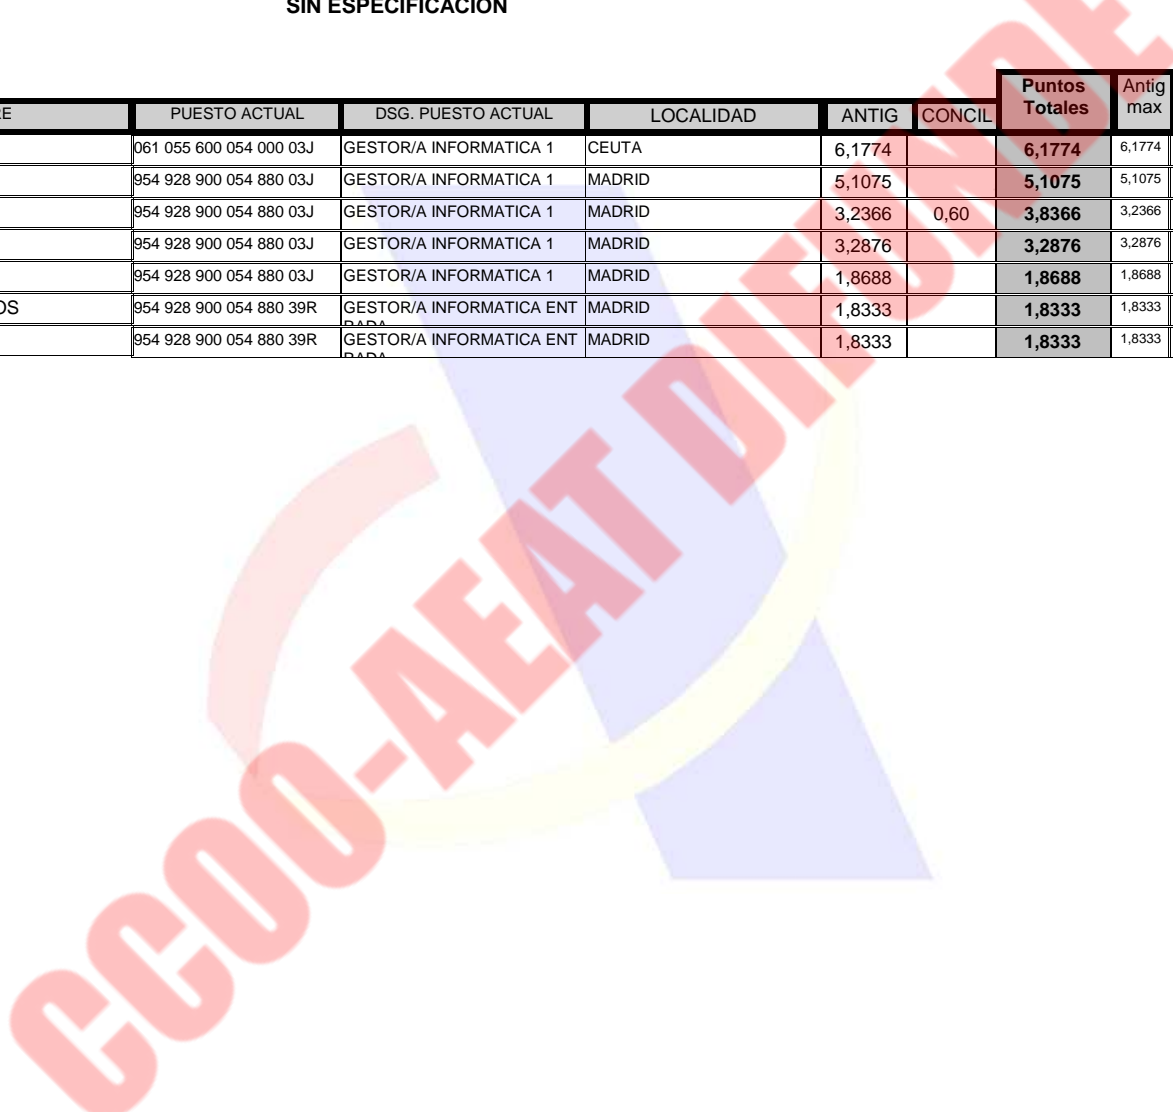 SIN ESPECIFICACION
Puntos Antig
RE PUESTO ACTUAL DSG. PUESTO ACTUAL LOCALIDAD ANTIG CONCIL Totales max
061 055 600 054 000 03J GESTOR/A INFORMATICA 1 CEUTA 6,1774 6,1774 6,1774
954 928 900 054 880 03J GESTOR/A INFORMATICA 1 MADRID 5,1075 5,1075 5,1075
954 928 900 054 880 03J GESTOR/A INFORMATICA 1 MADRID 3,2366 0,60 3,8366 3,2366
954 928 900 054 880 03J GESTOR/A INFORMATICA 1 MADRID 3,2876 3,2876 3,2876
954 928 900 054 880 03J GESTOR/A INFORMATICA 1 MADRID 1,8688 1,8688 1,8688
OS 954 928 900 054 880 39R GESTOR/A INFORMATICA ENT MADRID 1,8333 1,8333 1,8333
RADA
954 928 900 054 880 39R GESTOR/A INFORMATICA ENT MADRID 1,8333 1,8333 1,8333
RADA
CCOO-AEAT DIFUNDE